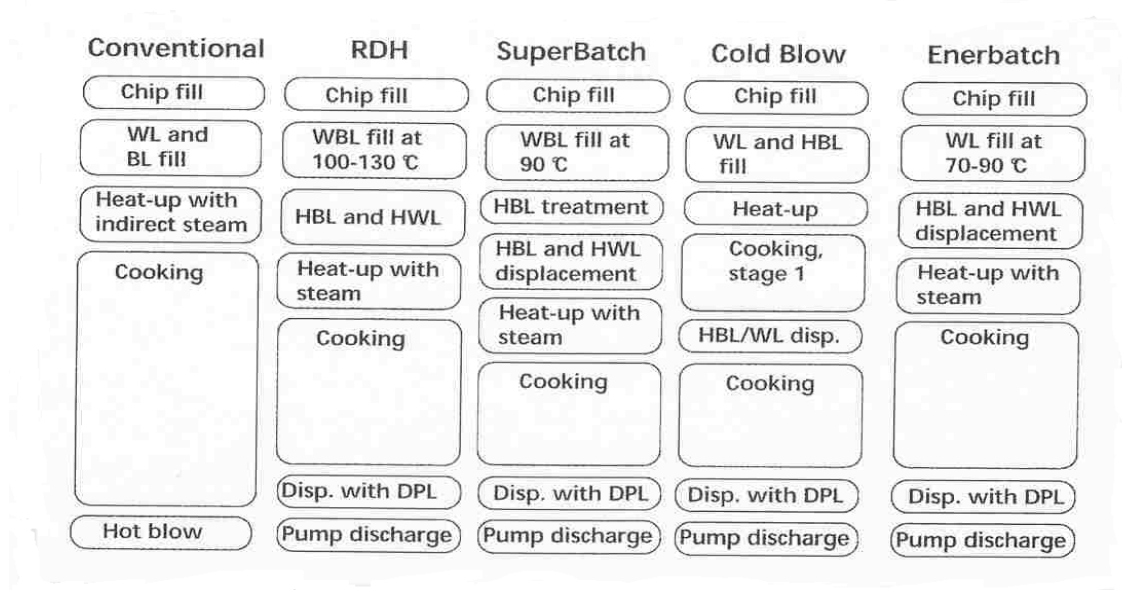 Conventional
Chip fill
WL and
BL fill
Heat-up with
indirect steam
Cooking
Hot blow
RDH
Chip fill
WBL fill at
100-130 ℃
HBL and HWL
Heat-up with
steam
Cooking
Disp. with DPL
Pump discharge
SuperBatch
Chip fill
WBL fill at
90 ℃
HBL treatment
HBL and HWL
displacement
Heat-up with
steam
Cooking
Disp. with DPL
Pump discharge
Cold Blow
Chip fill
WL and HBL
fill
Heat-up
Cooking,
stage 1
HBL/WL disp.
Cooking
Disp. with DPL
Pump discharge
Enerbatch
Chip fill
WL fill at
70-90 ℃
HBL and HWL
displacement
Heat-up with
steam
Cooking
Disp. with DPL
Pump discharge